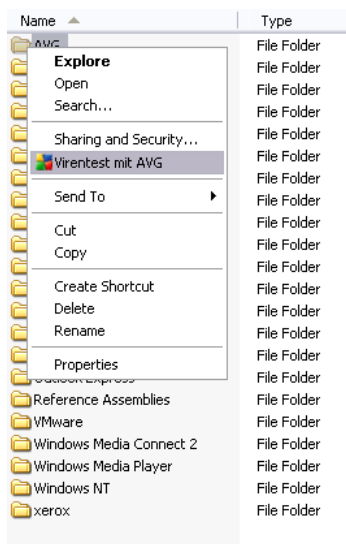 Name Type
AVG File Folder
Explore File Folder
Open File Folder
Search... File Folder
File Folder
Sharing and Security... File Folder
Virentest mit AVG File Folder
File Folder
Send To File Folder
File Folder
Cut File Folder
Copy File Folder
File Folder
Create Shortcut File Folder
Delete File Folder
Rename File Folder
Properties File Folder
Outlook Express File Folder
Reference Assemblies File Folder
VMware File Folder
Windows Media Connect 2 File Folder
Windows Media Player File Folder
Windows NT File Folder
xerox File Folder